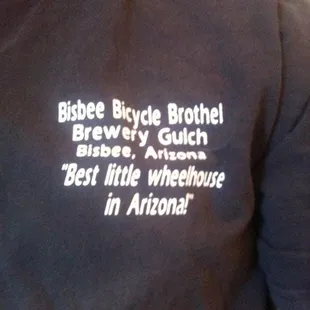 Bisbee Bicycle Brothel
Brewery Gulch
Bisbee, Arizona
"Best little wheelhouse
in Arizona!"